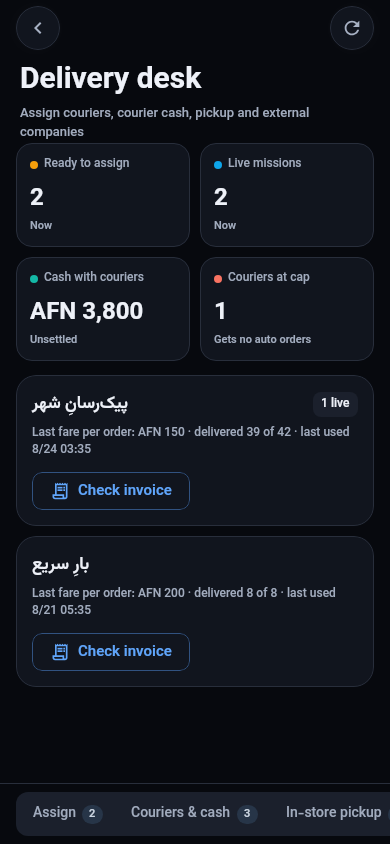 Delivery desk
Assign couriers, courier cash, pickup and external
companies
Ready to assign
2
Now
Live missions
2
Now
Cash with couriers
AFN 3,800
Unsettled
Couriers at cap
1
Gets no auto orders
پیک‌رسانِ شهر
1 live
Last fare per order: AFN 150 · delivered 39 of 42 · last used
8/24 03:35
Check invoice
بارِ سریع
Last fare per order: AFN 200 · delivered 8 of 8 · last used
8/21 05:35
Check invoice
Assign 2
Couriers & cash 3
In-store pickup